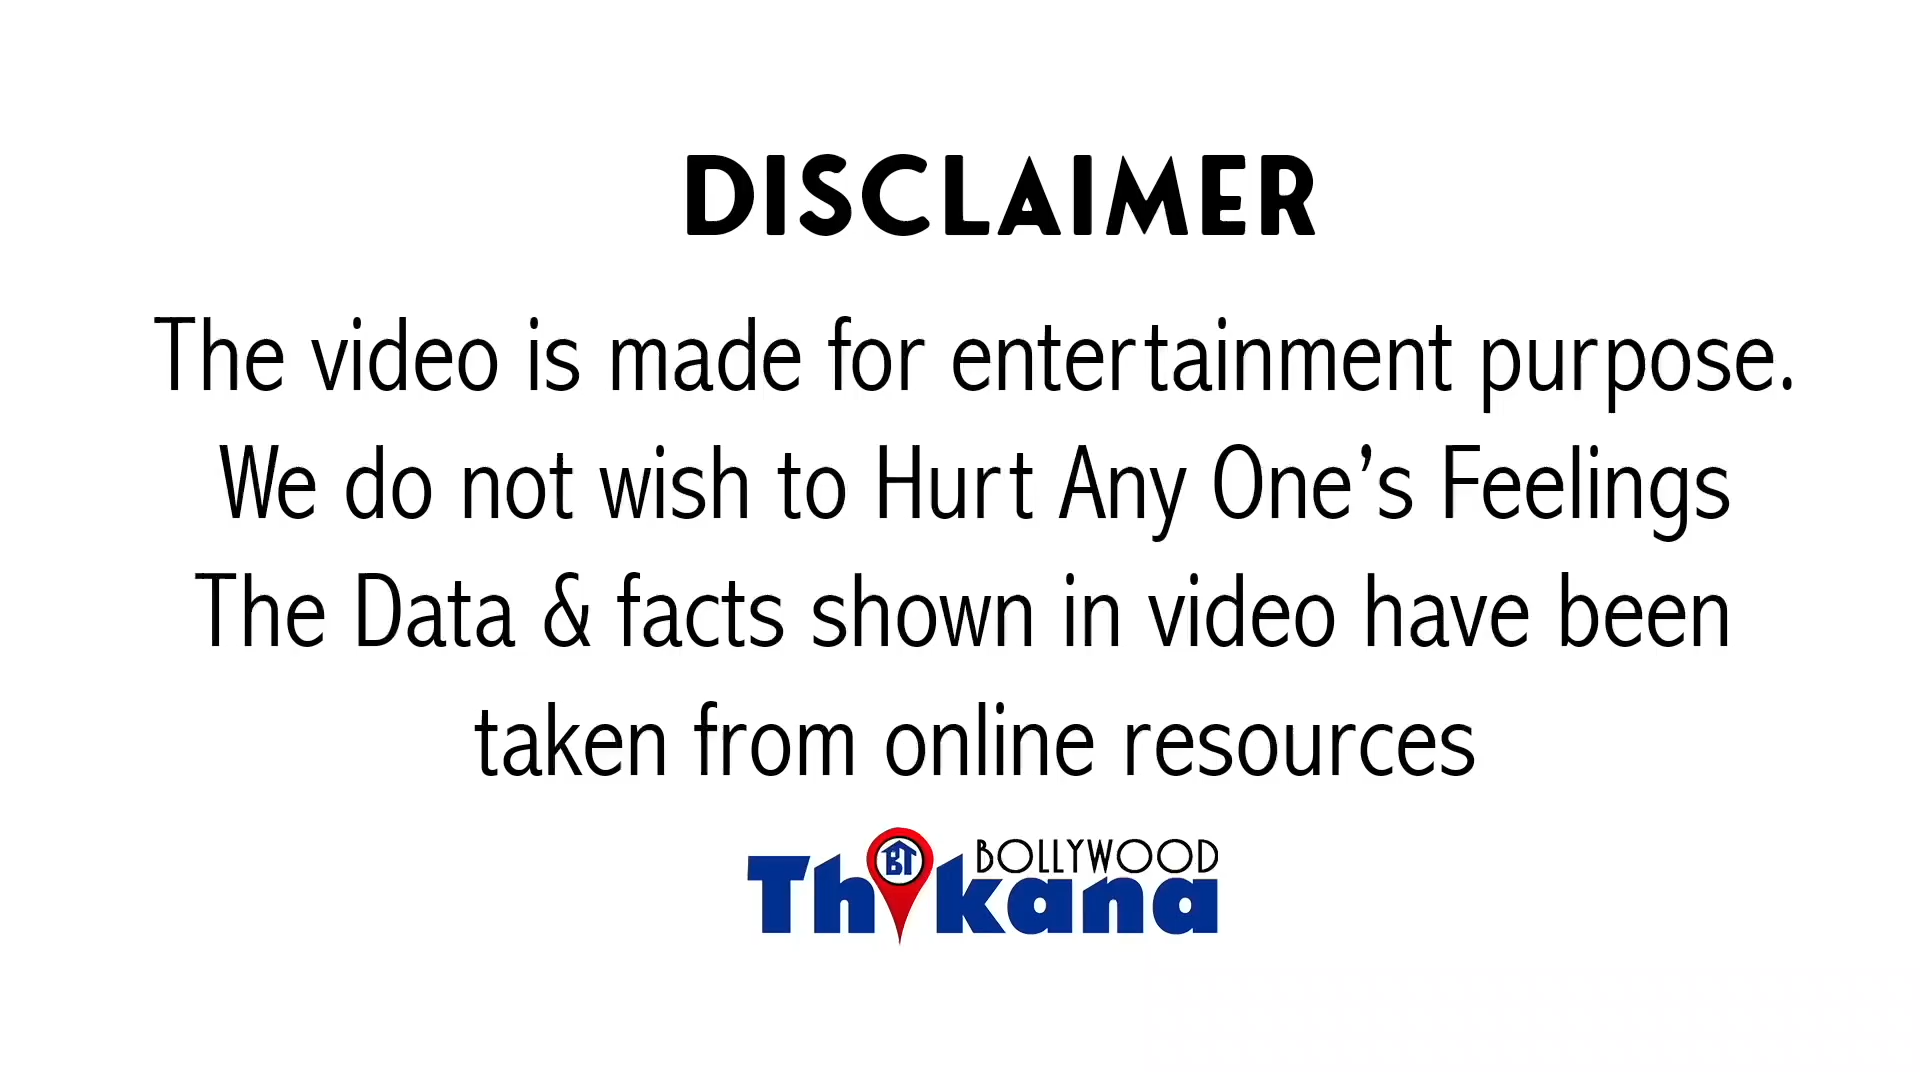 DISCLAIMER
The video is made for entertainment purpose.
We do not wish to Hurt Any One’s Feelings
The Data & facts shown in video have been
taken from online resources
BT
BOLLYWOOD
Thikana